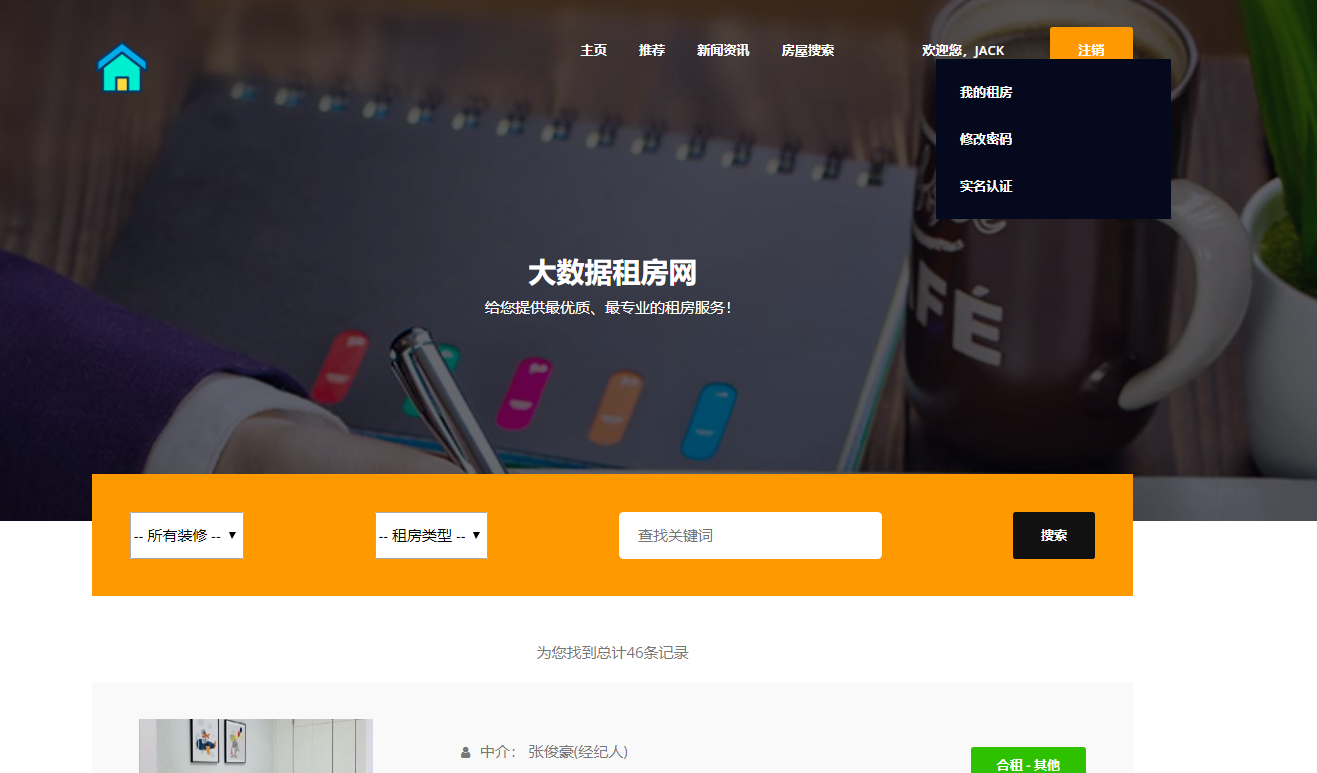 主页 推荐 新闻资讯 房屋搜索 欢迎您，JACK 注销
我的租房
修改密码
实名认证
大数据租房网
给您提供最优质、最专业的租房服务！
FÉ
-- 所有装修 -- -- 租房类型 -- 查找关键词 搜索
为您找到总计46条记录
中介： 张俊豪(经纪人)
合租 - 其他